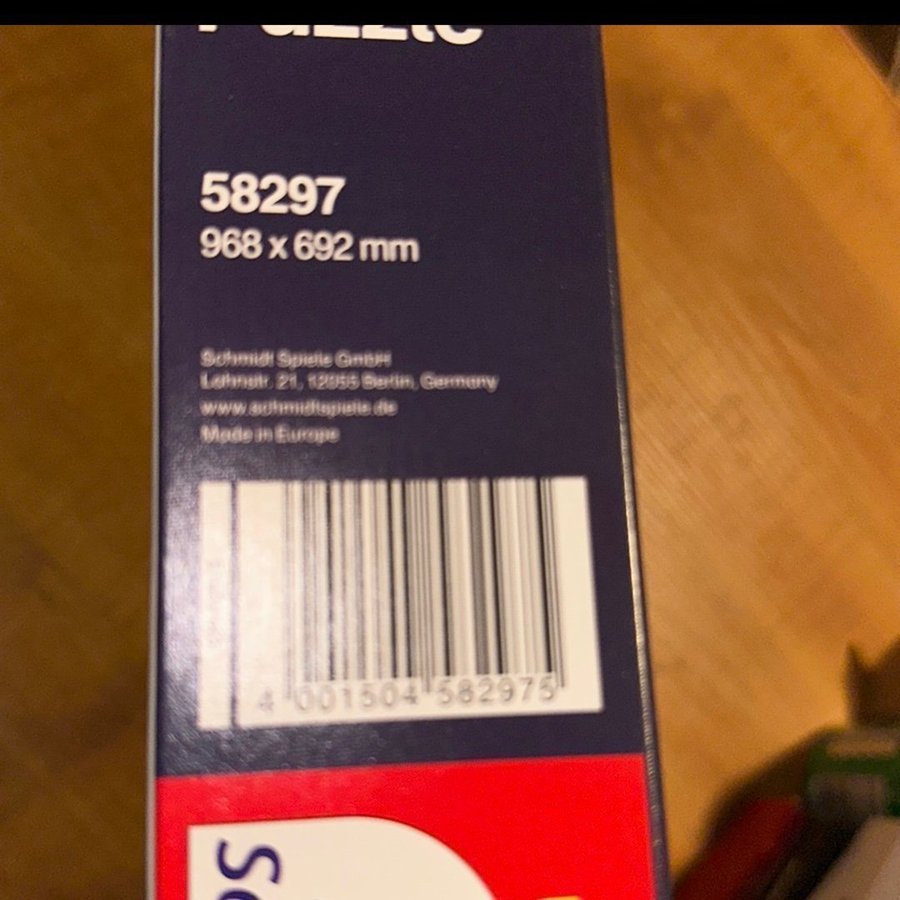 Puzzle
58297
968 x 692 mm
Schmidt Spiele GmbH
Lahnstr. 21, 12055 Berlin, Germany
www.schmidtspiele.de
Made in Europe
4 001504 582975